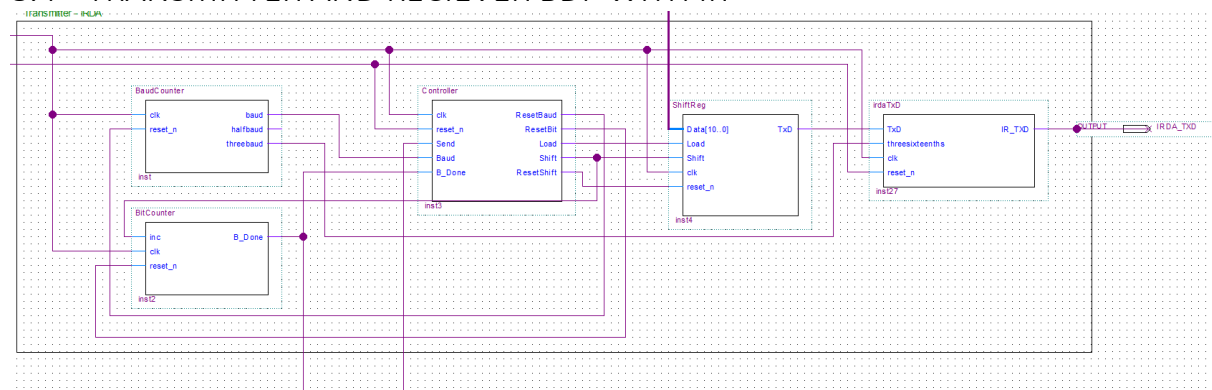 Transmitter - IRDA
BaudCounter
clk
baud
reset_n
halfbaud
threebaud
inst
Controller
clk
ResetBaud
reset_n
ResetBit
Send
Load
Baud
Shift
B_Done
ResetShift
inst3
ShiftReg
Data[10..0]
TxD
Load
Shift
clk
reset_n
inst4
irdaTxD
TxD
IR_TXD
threesixteenths
clk
reset_n
inst27
OUTPUT
IRDA_TXD
BitCounter
inc
B_Done
clk
reset_n
inst2